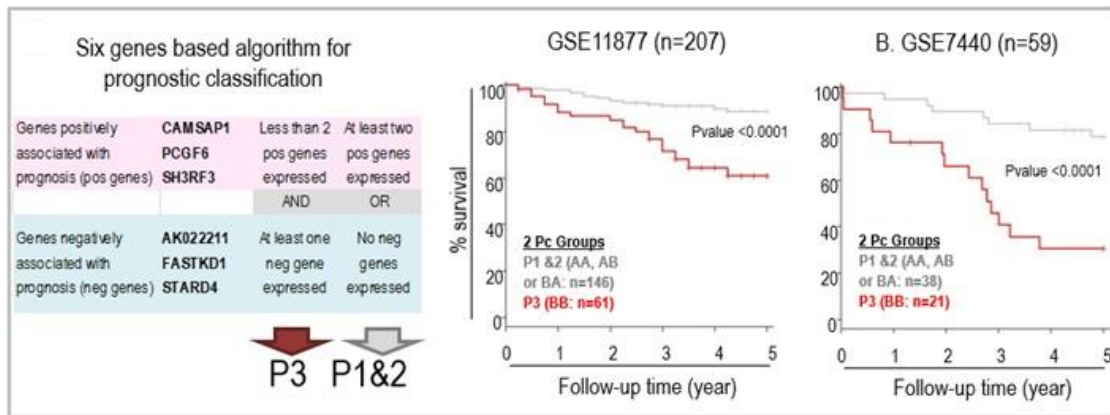 Six genes based algorithm for
prognostic classification
Genes positively
associated with
prognosis (pos genes)
CAMSAP1
PCGF6
SH3RF3
Less than 2
pos genes
expressed
At least two
pos genes
expressed
AND
OR
Genes negatively
associated with
prognosis (neg genes)
AK022211
FASTKD1
STARD4
At least one
neg gene
expressed
No neg
genes
expressed
P3
P1&2
GSE11877 (n=207)
% survival
100
80
60
40
20
0
Pvalue <0.0001
2 Pc Groups
P1 &2 (AA, AB
or BA: n=146)
P3 (BB: n=61)
0 1 2 3 4 5
Follow-up time (year)
B. GSE7440 (n=59)
100
80
60
40
20
0
Pvalue <0.0001
2 Pc Groups
P1 &2 (AA, AB
or BA: n=38)
P3 (BB: n=21)
0 1 2 3 4 5
Follow-up time (year)